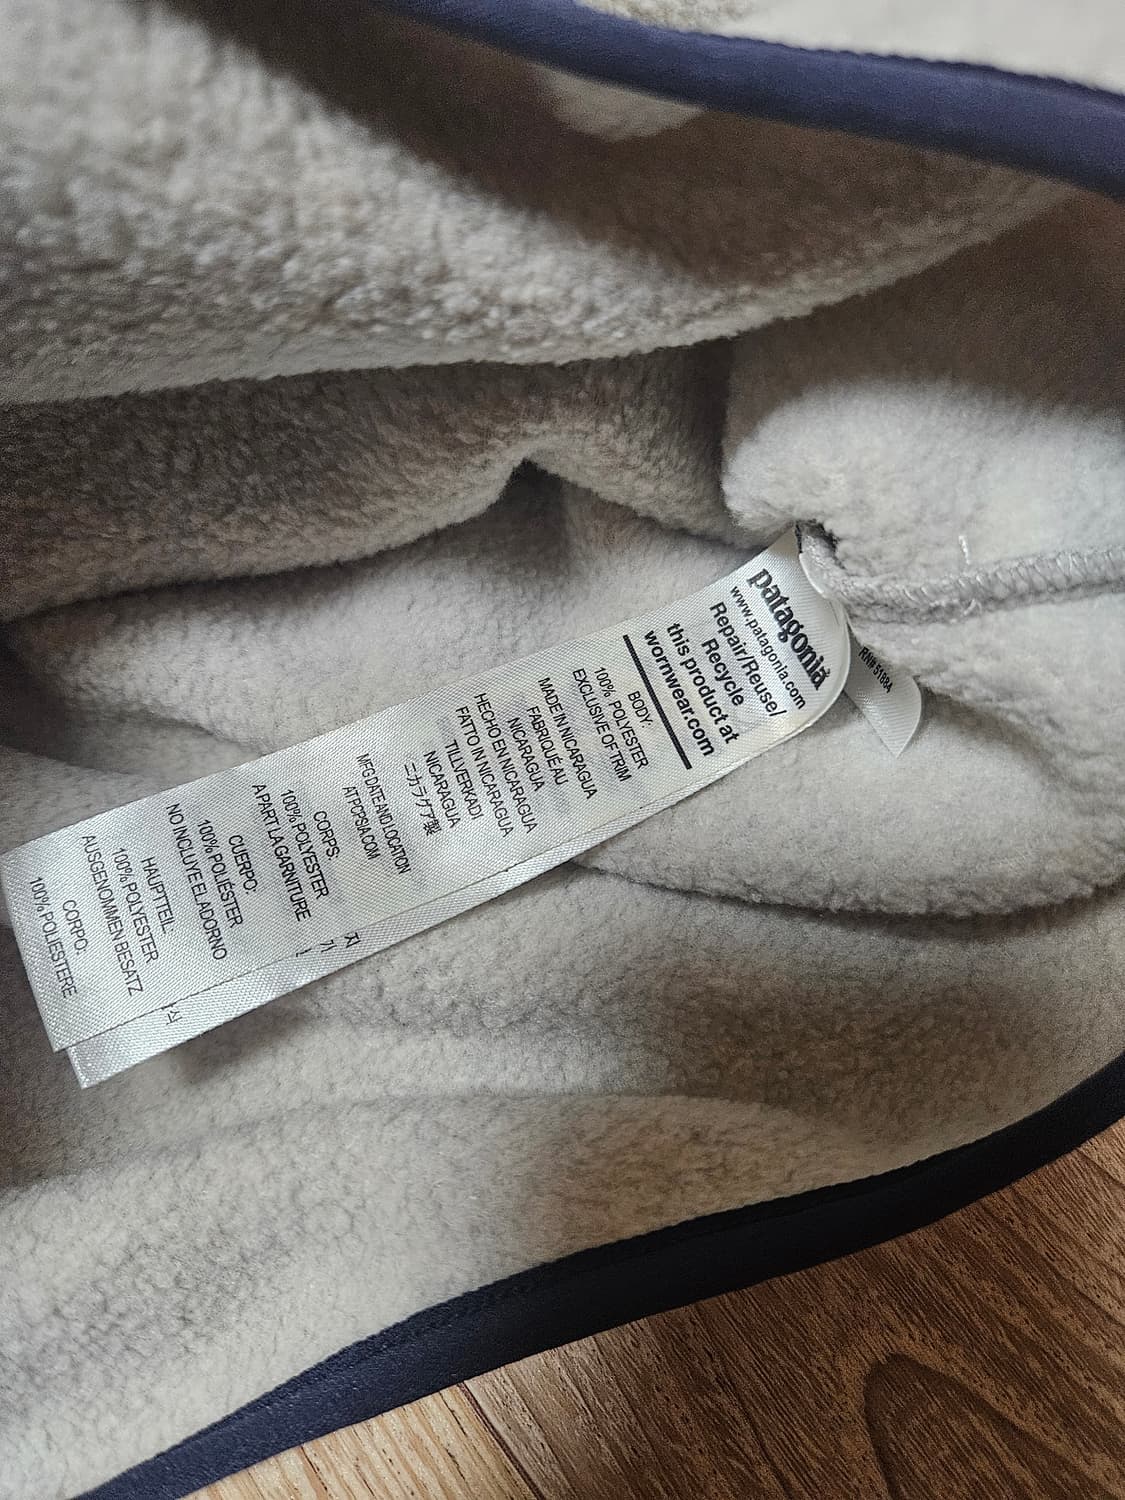 patagonia
www.patagonia.com
Repair/Reuse/
Recycle
this product at
wornwear.com
BODY:
100% POLYESTER
EXCLUSIVE OF TRIM
MADE IN NICARAGUA
FABRIQUÉ AU
NICARAGUA
HECHO EN NICARAGUA
FATTO IN NICARAGUA
TILLVERKAD I
NICARAGUA
ニカラグア製
MFG DATE AND LOCATION
AT PCPSIA.COM
CORPS:
100% POLYESTER
A PART LA GARNITURE
CUERPO:
100% POLIÉSTER
NO INCLUYE EL ADORNO
HAUPTTEIL:
100% POLYESTER
AUSGENOMMEN BESATZ
CORPO:
100% POLIESTERE
RN# 51884